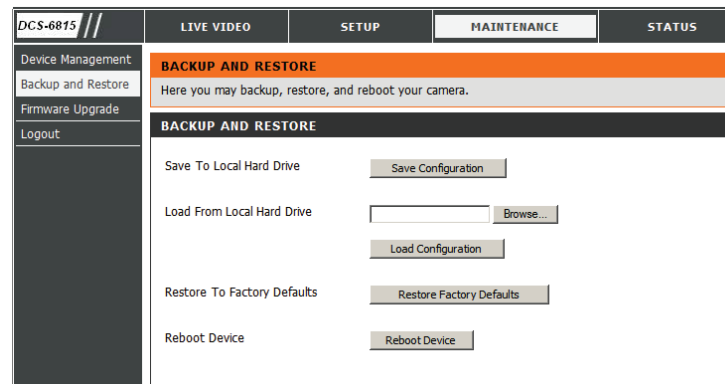 DCS-6815 LIVE VIDEO SETUP MAINTENANCE STATUS
Device Management
Backup and Restore
Firmware Upgrade
Logout
BACKUP AND RESTORE
Here you may backup, restore, and reboot your camera.
BACKUP AND RESTORE
Save To Local Hard Drive Save Configuration
Load From Local Hard Drive Browse...
Load Configuration
Restore To Factory Defaults Restore Factory Defaults
Reboot Device Reboot Device